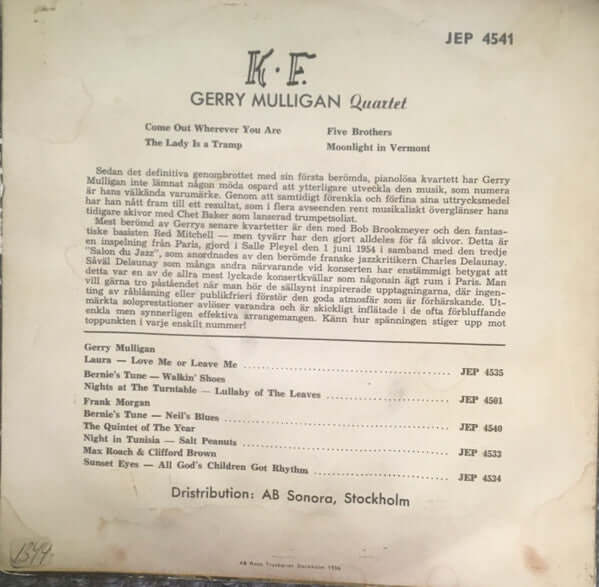 JEP 4541
K. F.
GERRY MULLIGAN Quartet
Come Out Wherever You Are Five Brothers
The Lady Is a Tramp Moonlight in Vermont
Sedan det definitiva genombrottet med sin första berömda, pianolösa kvartett har Gerry
Mulligan inte lämnat någon möda ospard att ytterligare utveckla den musik, som numera
är hans välkända varumärke. Genom att samtidigt förenkla och förfina sina uttrycksmedel
har han nått fram till ett resultat, som i flera avseenden rent musikaliskt överglänser hans
tidigare skivor med Chet Baker som lanserad trumpetsolist.
Mest berömd av Gerrys senare kvartetter är den med Bob Brookmeyer och den fantas-
tiske basisten Red Mitchell — men tyvärr har den gjort alldeles för få skivor. Detta är
en inspelning från Paris, gjord i Salle Pleyel den 1 juni 1954 i samband med den tredje
"Salon du Jazz", som anordnades av den berömde franske jazzkritikern Charles Delaunay.
Såväl Delaunay som många andra närvarande vid konserten har enstämmigt betygat att
detta var en av de allra mest lyckade konsertkvällar som någonsin ägt rum i Paris. Man
vill gärna tro påståendet när man hör de sällsynt inspirerade upptagningarna, där ingen-
ting av råblåsning eller publikfrieri förstör den goda atmosfär som är förhärskande. Ut-
märkta soloprestationer avlöser varandra och är skickligt inflätade i de ofta förbluffande
enkla men synnerligen effektiva arrangemangen. Känn hur spänningen stiger upp mot
toppunkten i varje enskilt nummer!
Gerry Mulligan
Laura — Love Me or Leave Me JEP 4535
Bernie's Tune — Walkin' Shoes
Nights at The Turntable — Lullaby of The Leaves JEP 4501
Frank Morgan
Bernie's Tune — Neil's Blues JEP 4540
The Quintet of The Year
Night in Tunisia — Salt Peanuts JEP 4533
Max Roach & Clifford Brown
Sunset Eyes — All God's Children Got Rhythm JEP 4534
Dristribution: AB Sonora, Stockholm
Stockholm 1956